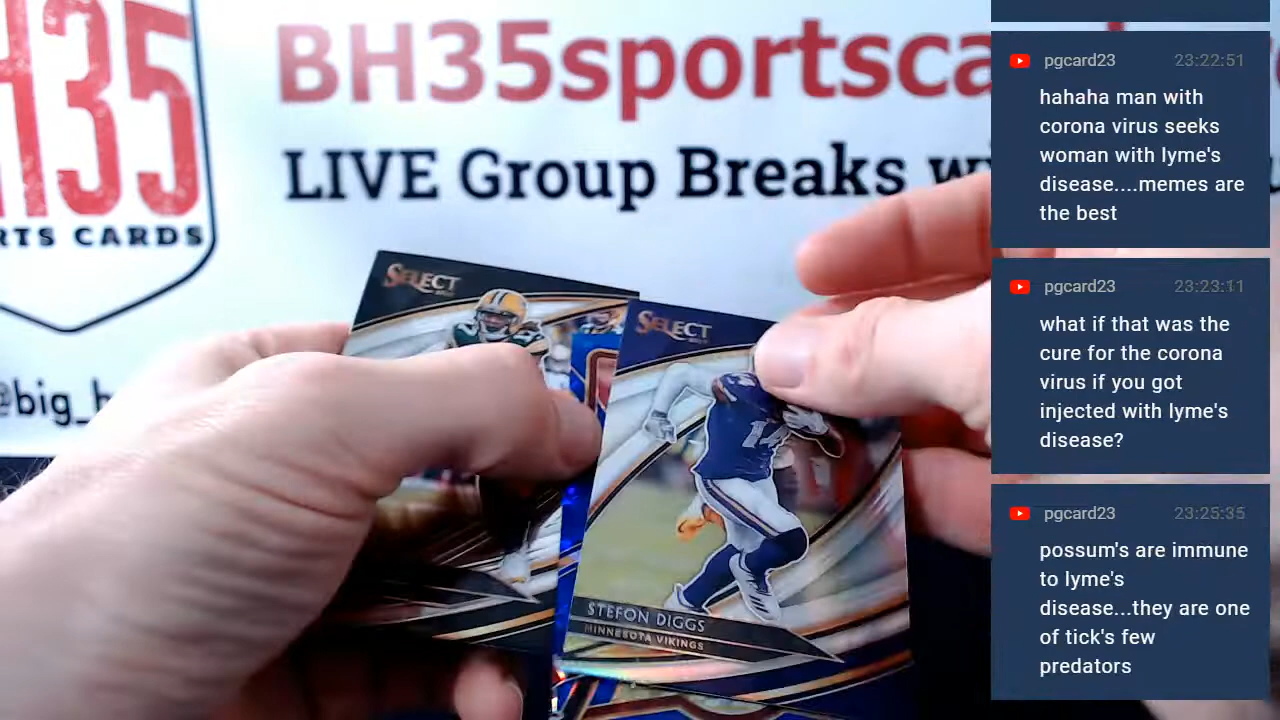 H35
RTS CARDS
BH35sportsca
LIVE Group Breaks w
@big_h
SELECT
SELECT
14
STEFON DIGGS
MINNESOTA VIKINGS
pgcard23 23:22:51
hahaha man with
corona virus seeks
woman with lyme's
disease....memes are
the best
pgcard23 23:23:11
what if that was the
cure for the corona
virus if you got
injected with lyme's
disease?
pgcard23 23:25:35
possum's are immune
to lyme's
disease...they are one
of tick's few
predators